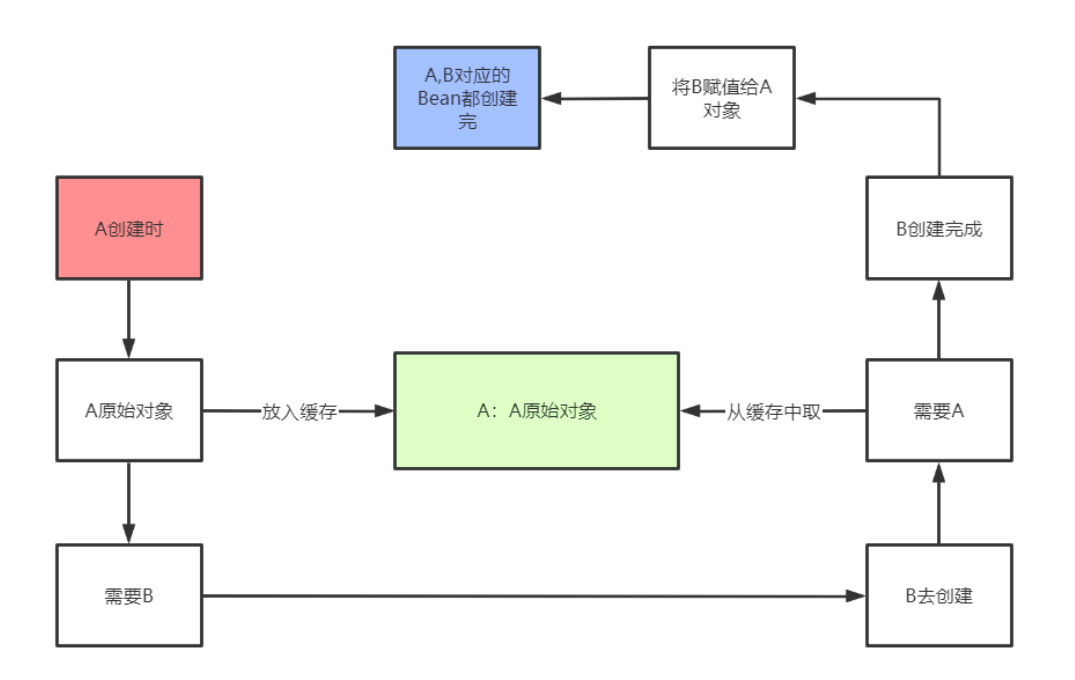 A,B对应的
Bean都创建
完
将B赋值给A
对象
A创建时
B创建完成
A原始对象
放入缓存
A：A原始对象
从缓存中取
需要A
需要B
B去创建